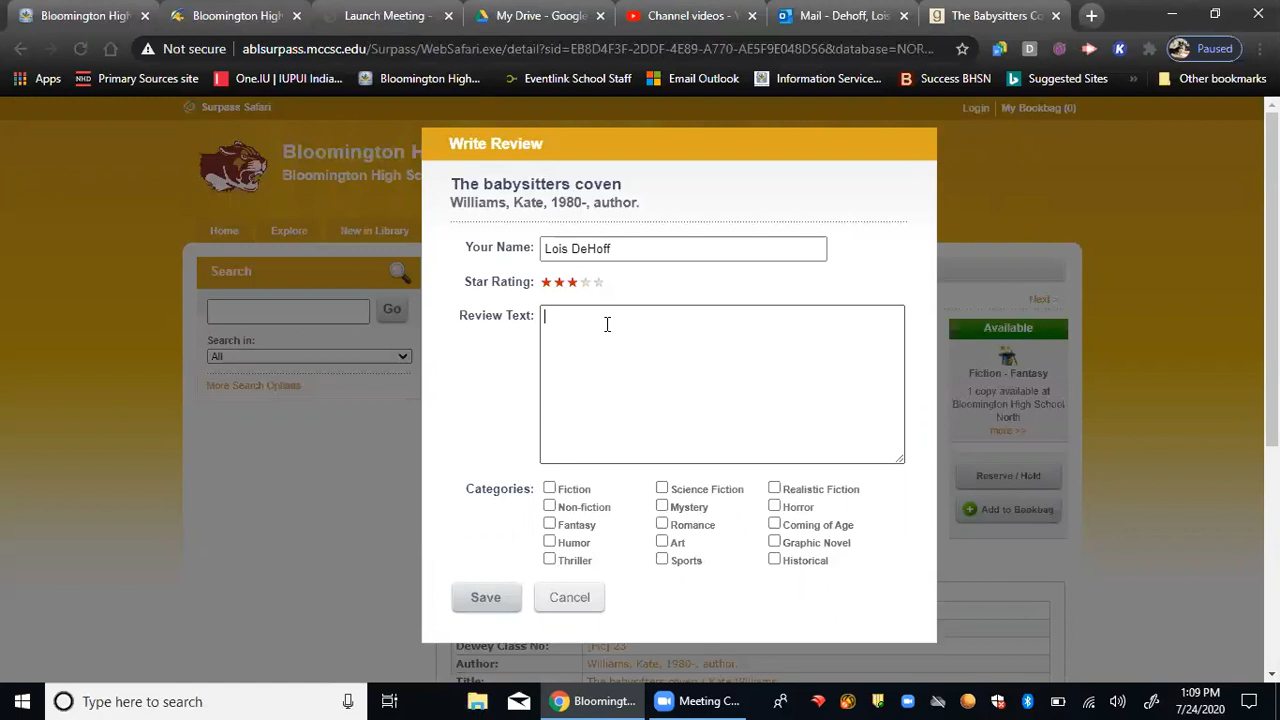 Bloomington High
Bloomington High
Launch Meeting -
My Drive - Google
Channel videos - Y
Mail – Dehoff, Lois
The Babysitters Co
Not secure
ablsurpass.mccsc.edu/Surpass/WebSafari.exe/detail?sid=EB8D4F3F-2DDF-4E89-A770-AE5F9E048D56&database=NOR...
Paused
Apps
Primary Sources site
One.IU | IUPUI India...
Bloomington High...
Eventlink School Staff
Email Outlook
Information Service...
Success BHSN
Suggested Sites
Other bookmarks
Surpass Safari
Login
My Bookbag (0)
Bloomington H
Bloomington High Sc
Home
Explore
New in Library
Search
Go
Search in:
All
More Search Options
Write Review
The babysitters coven
Williams, Kate, 1980-, author.
Your Name:
Lois DeHoff
Star Rating:
Review Text:
Categories:
Fiction
Science Fiction
Realistic Fiction
Non-fiction
Mystery
Horror
Fantasy
Romance
Coming of Age
Humor
Art
Graphic Novel
Thriller
Sports
Historical
Save
Cancel
Next >
Available
Fiction - Fantasy
1 copy available at
Bloomington High School
North
more >>
Reserve / Hold
Add to Bookbag
Dewey Class No:
[Fic] 23
Author:
Williams, Kate, 1980-, author.
Title:
The babysitters coven / Kate Williams.
Type here to search
Bloomingt...
Meeting C...
1:09 PM
7/24/2020